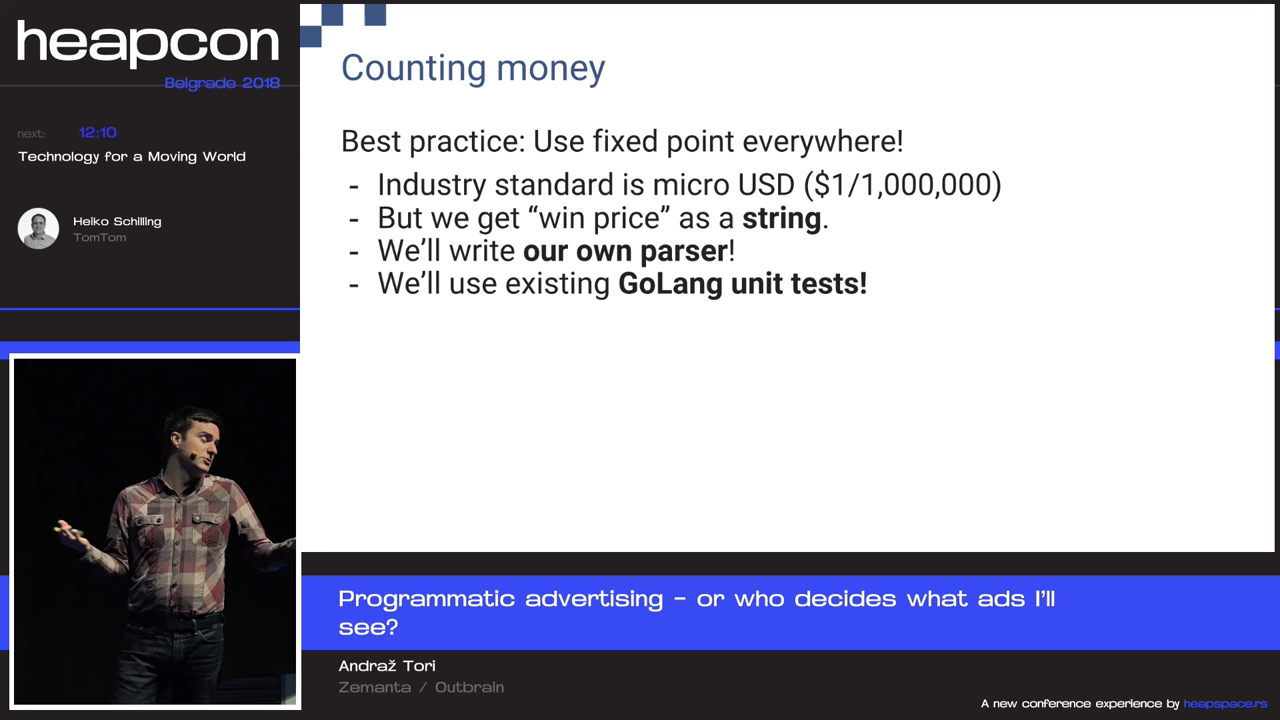 heapcon
Belgrade 2018
next: 12:10
Technology for a Moving World
Heiko Schilling
TomTom
Counting money
Best practice: Use fixed point everywhere!
- Industry standard is micro USD ($1/1,000,000)
- But we get “win price” as a string.
- We’ll write our own parser!
- We’ll use existing GoLang unit tests!
Programmatic advertising - or who decides what ads I’ll
see?
Andraž Tori
Zemanta / Outbrain
A new conference experience by heapspace.rs